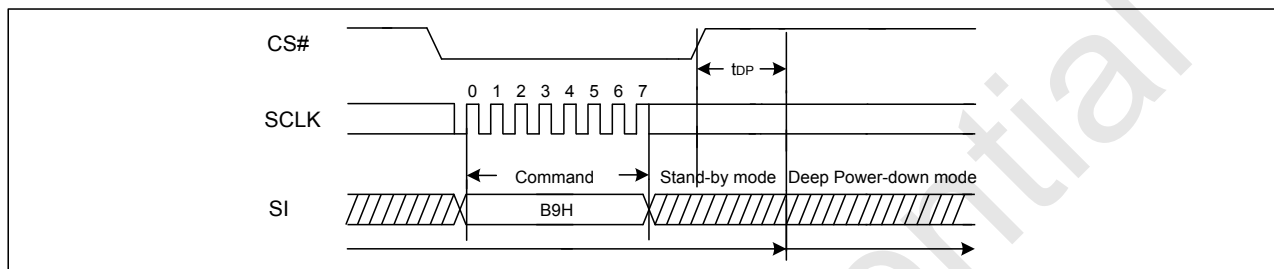 CS#
tDP
0 1 2 3 4 5 6 7
SCLK
Command Stand-by mode Deep Power-down mode
SI B9H
ential